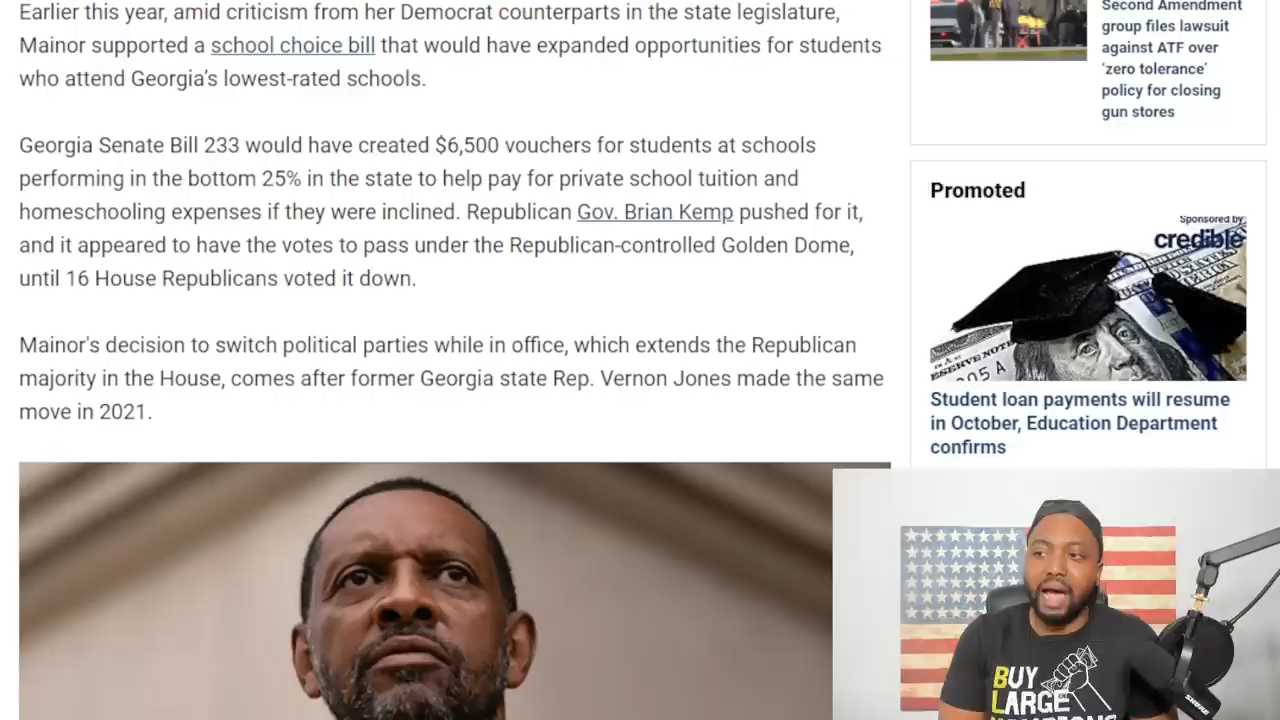 Earlier this year, amid criticism from her Democrat counterparts in the state legislature,
Mainor supported a school choice bill that would have expanded opportunities for students
who attend Georgia’s lowest-rated schools.
Georgia Senate Bill 233 would have created $6,500 vouchers for students at schools
performing in the bottom 25% in the state to help pay for private school tuition and
homeschooling expenses if they were inclined. Republican Gov. Brian Kemp pushed for it,
and it appeared to have the votes to pass under the Republican-controlled Golden Dome,
until 16 House Republicans voted it down.
Mainor's decision to switch political parties while in office, which extends the Republican
majority in the House, comes after former Georgia state Rep. Vernon Jones made the same
move in 2021.
Second Amendment
group files lawsuit
against ATF over
‘zero tolerance’
policy for closing
gun stores
Promoted
Sponsored by:
credible
Student loan payments will resume
in October, Education Department
confirms
BUY
LARGE
SHURE